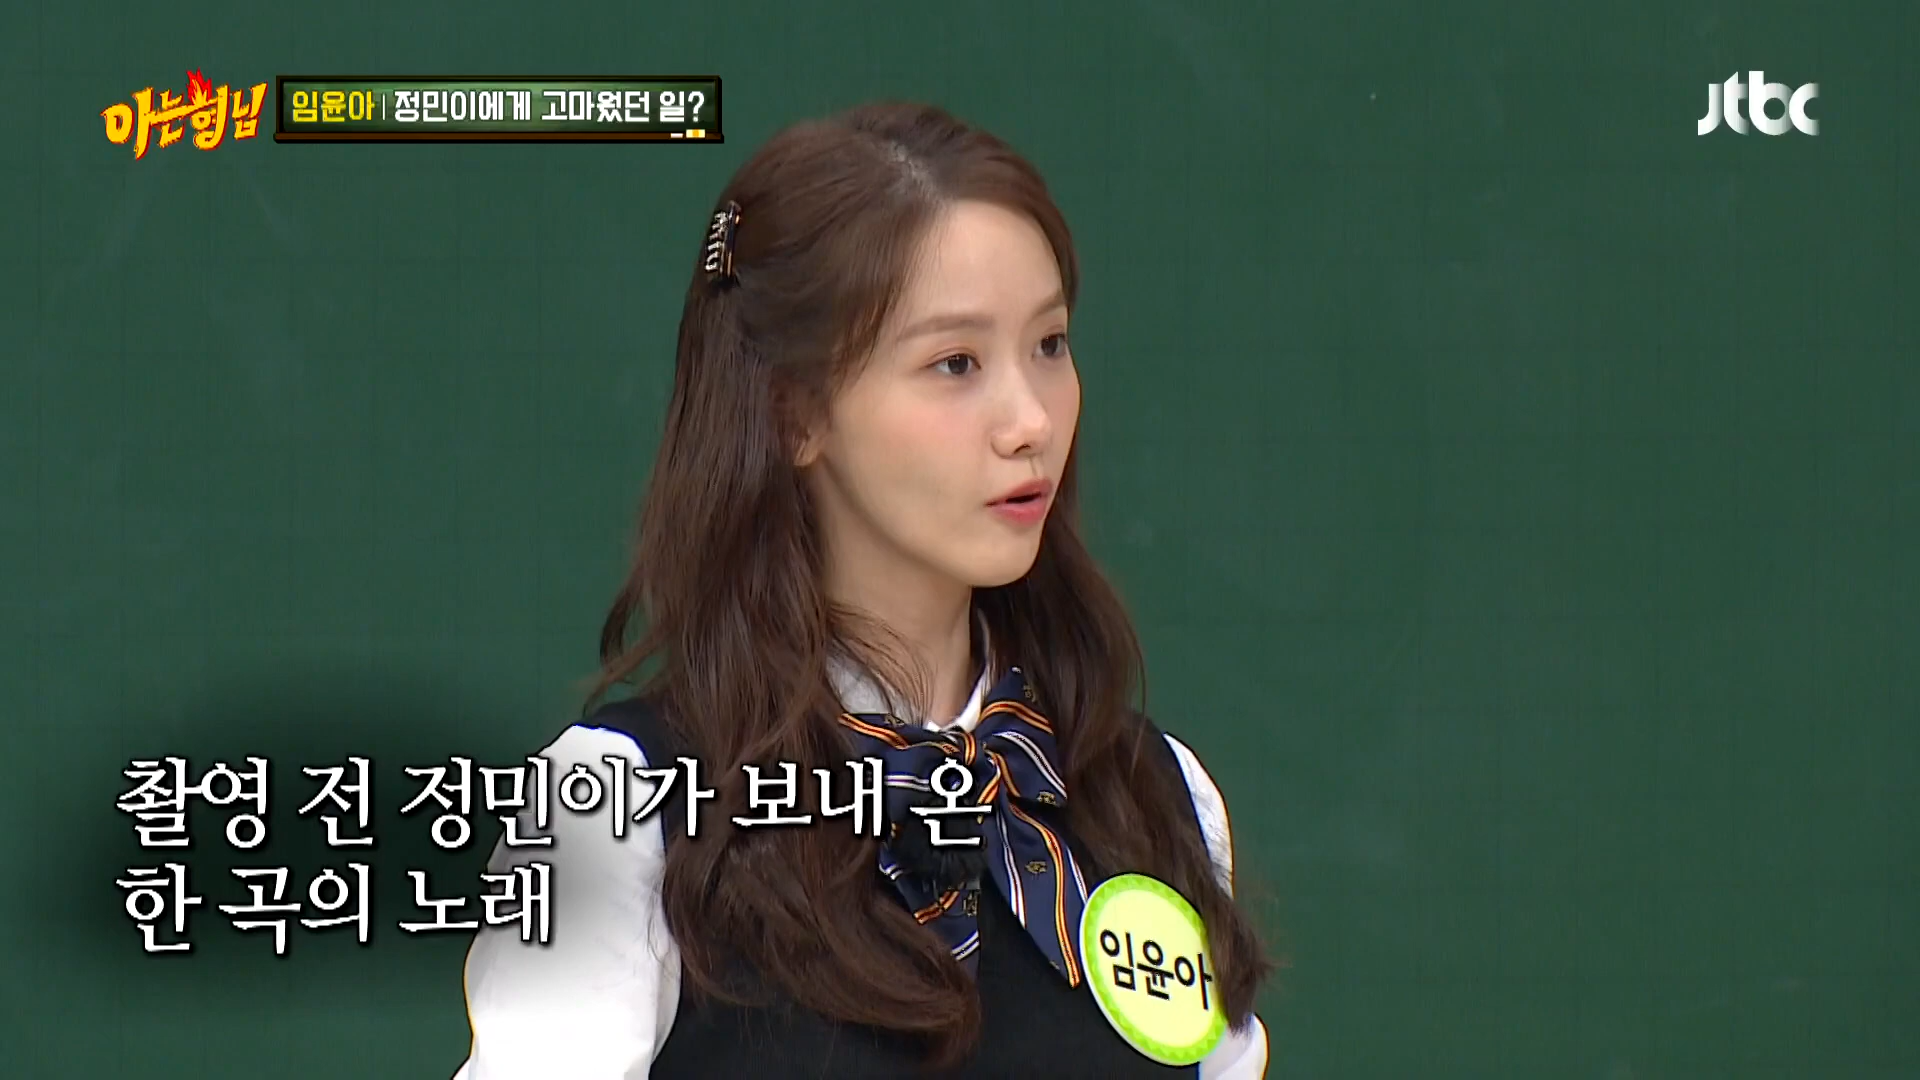 아는형님
임윤아 | 정민이에게 고마웠던 일?
jtbc
촬영 전 정민이가 보내 온
한 곡의 노래
임윤아